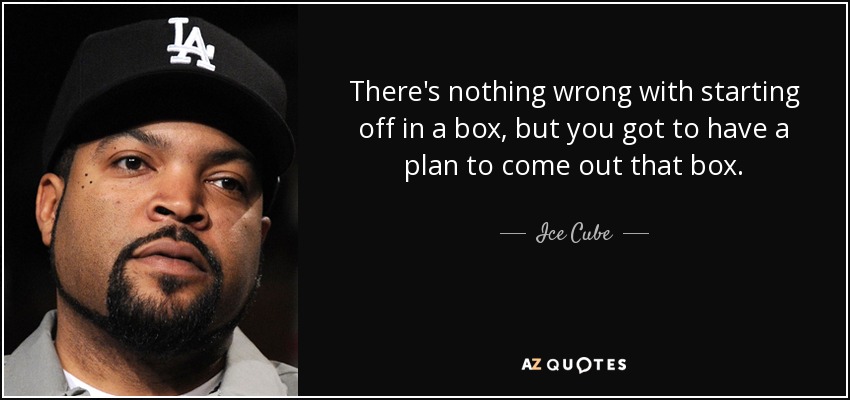 LA
There's nothing wrong with starting
off in a box, but you got to have a
plan to come out that box.
Ice Cube
AZ QUOTES